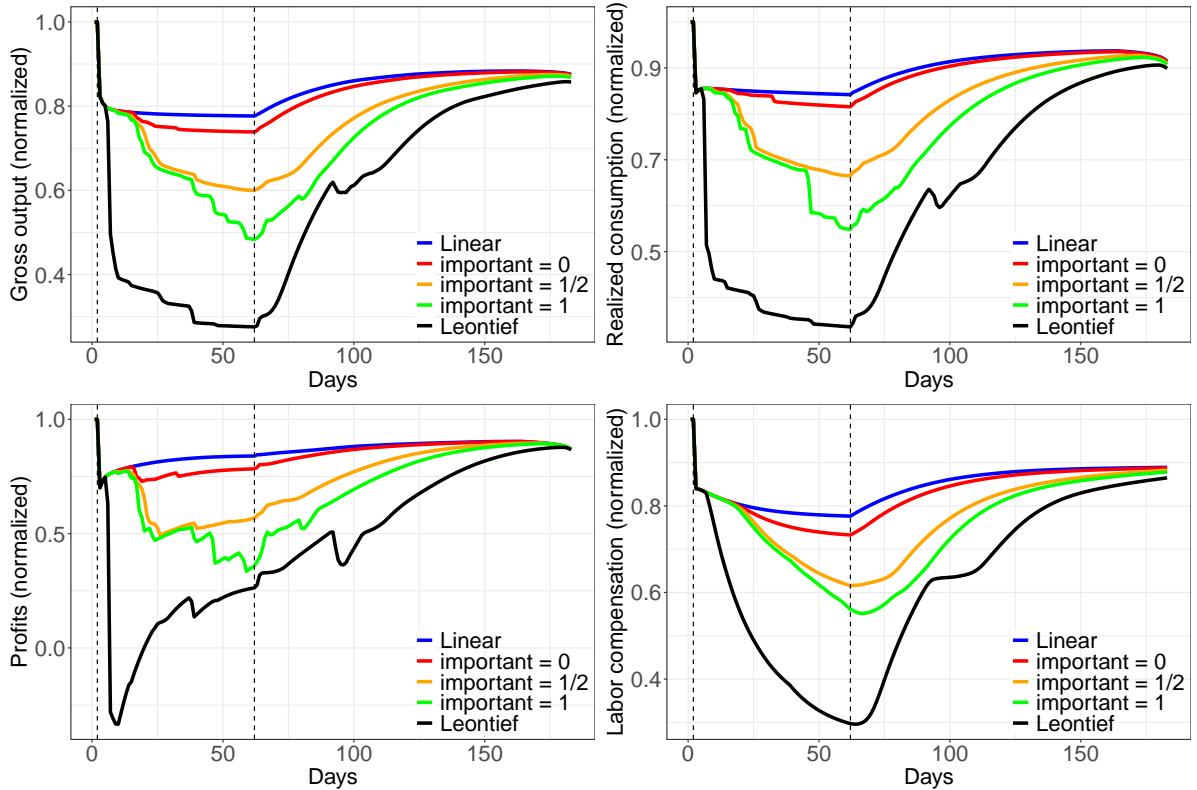 Gross output (normalized)
1.0
0.8
0.6
0.4
Linear
important = 0
important = 1/2
important = 1
Leontief
0
50
100
150
Days
Realized consumption (normalized)
0.9
0.7
0.5
Linear
important = 0
important = 1/2
important = 1
Leontief
0
50
100
150
Days
Profits (normalized)
1.0
0.5
0.0
Linear
important = 0
important = 1/2
important = 1
Leontief
0
50
100
150
Days
Labor compensation (normalized)
1.0
0.8
0.6
0.4
Linear
important = 0
important = 1/2
important = 1
Leontief
0
50
100
150
Days